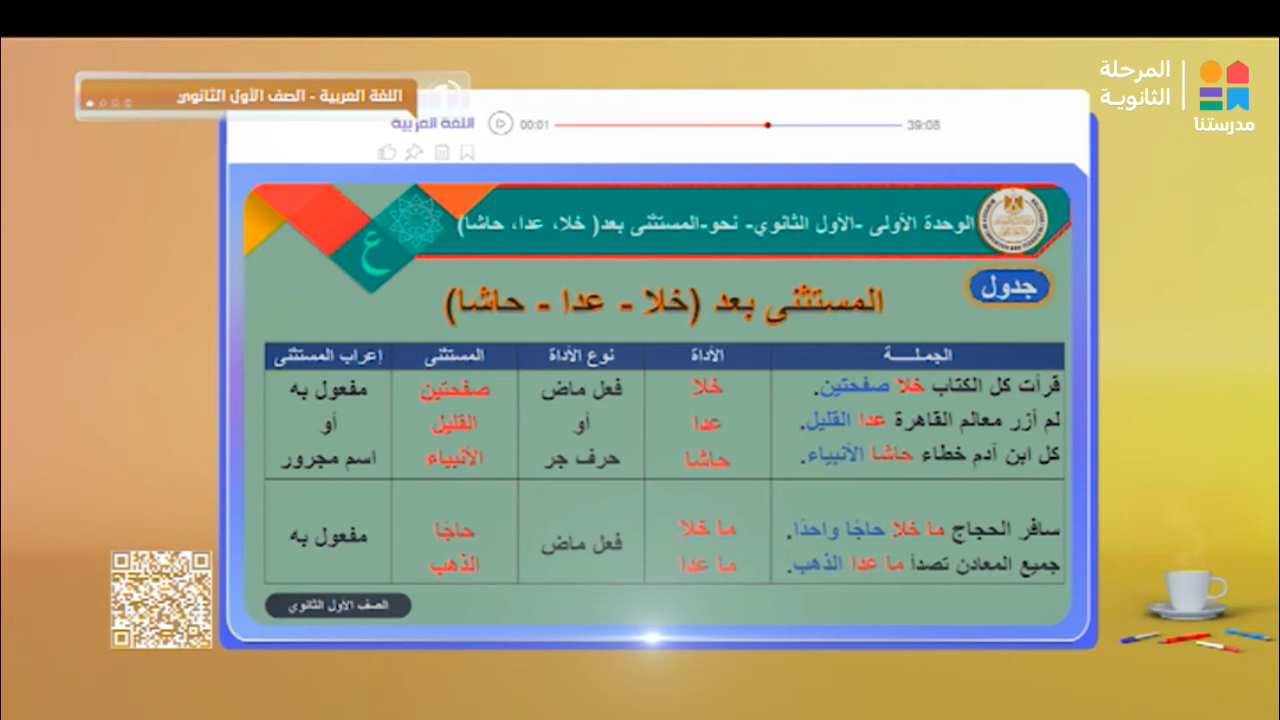 المرحلة
الثانوية
مدرستنا
اللغة العربية - الصف الأول الثانوي
اللغة العربية
00:01
39:08
الوحدة الأولى -الأول الثانوي- نحو-المستثنى بعد( خلا، عدا، حاشا)
ع
جدول
المستثنى بعد (خلا - عدا - حاشا)
الجملـــة الأداة نوع الأداة المستثنى إعراب المستثنى
قرأت كل الكتاب خلا صفحتين. خلا فعل ماض صفحتين مفعول به
لم أزر معالم القاهرة عدا القليل. عدا أو القليل أو
كل ابن آدم خطاء حاشا الأنبياء. حاشا حرف جر الأنبياء اسم مجرور
سافر الحجاج ما خلا حاجًا واحدًا. ما خلا فعل ماض حاجًا مفعول به
جميع المعادن تصدأ ما عدا الذهب. ما عدا الذهب
الصف الأول الثانوي